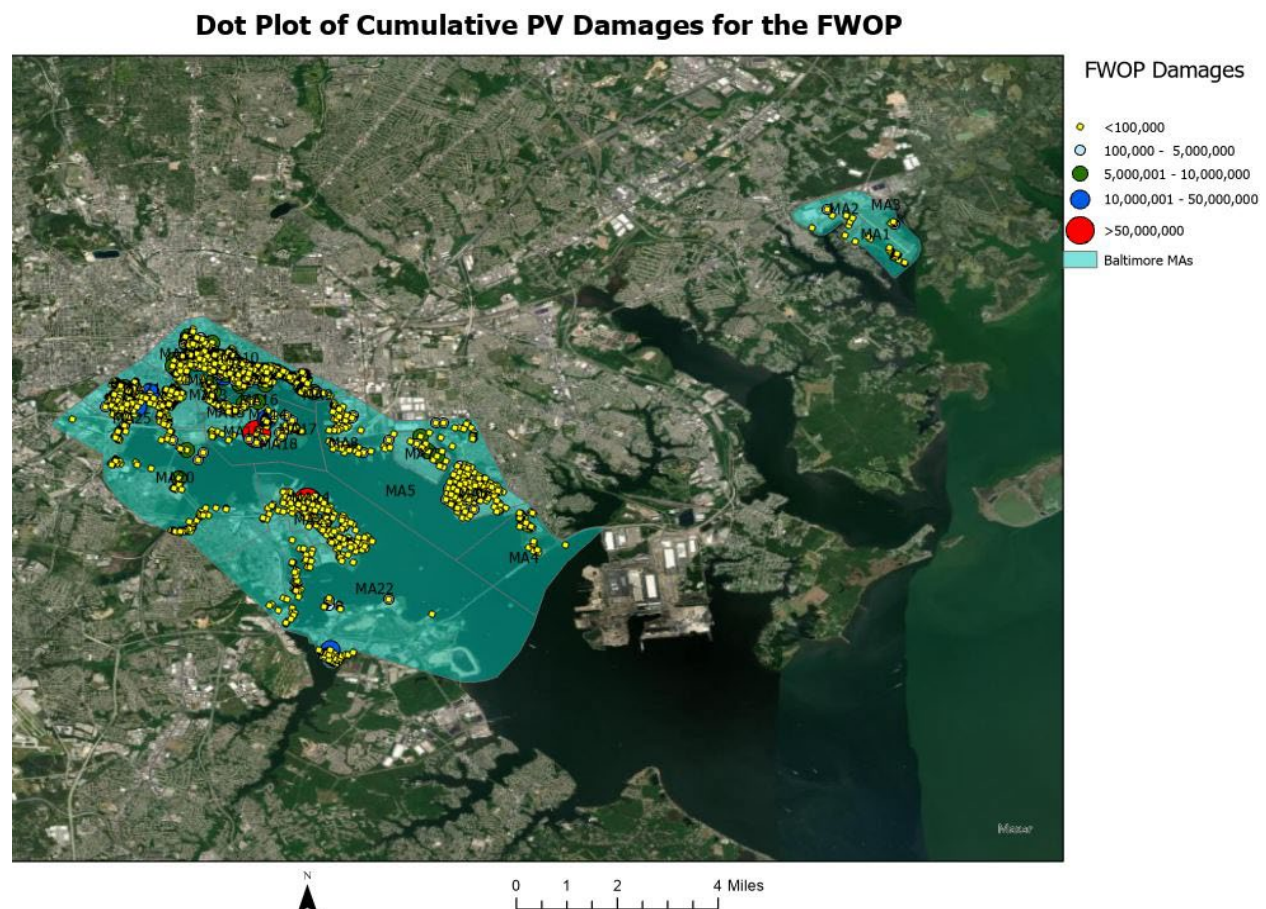 Dot Plot of Cumulative PV Damages for the FWOP
FWOP Damages
<100,000
100,000 - 5,000,000
5,000,001 - 10,000,000
10,000,001 - 50,000,000
>50,000,000
Baltimore MAs
MA2
MA3
MA1
MA10
MA16
MA14
MA17
MA18
MA25
MA8
MA5
MA20
MA4
MA22
Maxar
N
0 1 2 4 Miles